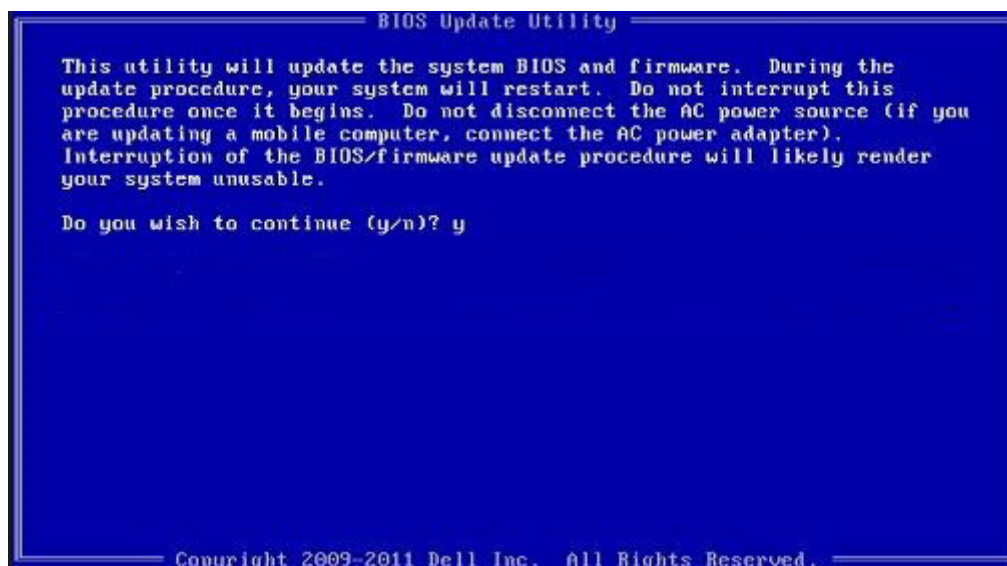 BIOS Update Utility
This utility will update the system BIOS and firmware.  During the
update procedure, your system will restart.  Do not interrupt this
procedure once it begins.  Do not disconnect the AC power source (if you
are updating a mobile computer, connect the AC power adapter).
Interruption of the BIOS/firmware update procedure will likely render
your system unusable.
Do you wish to continue (y/n)? y
Copyright 2009-2011 Dell Inc.  All Rights Reserved.